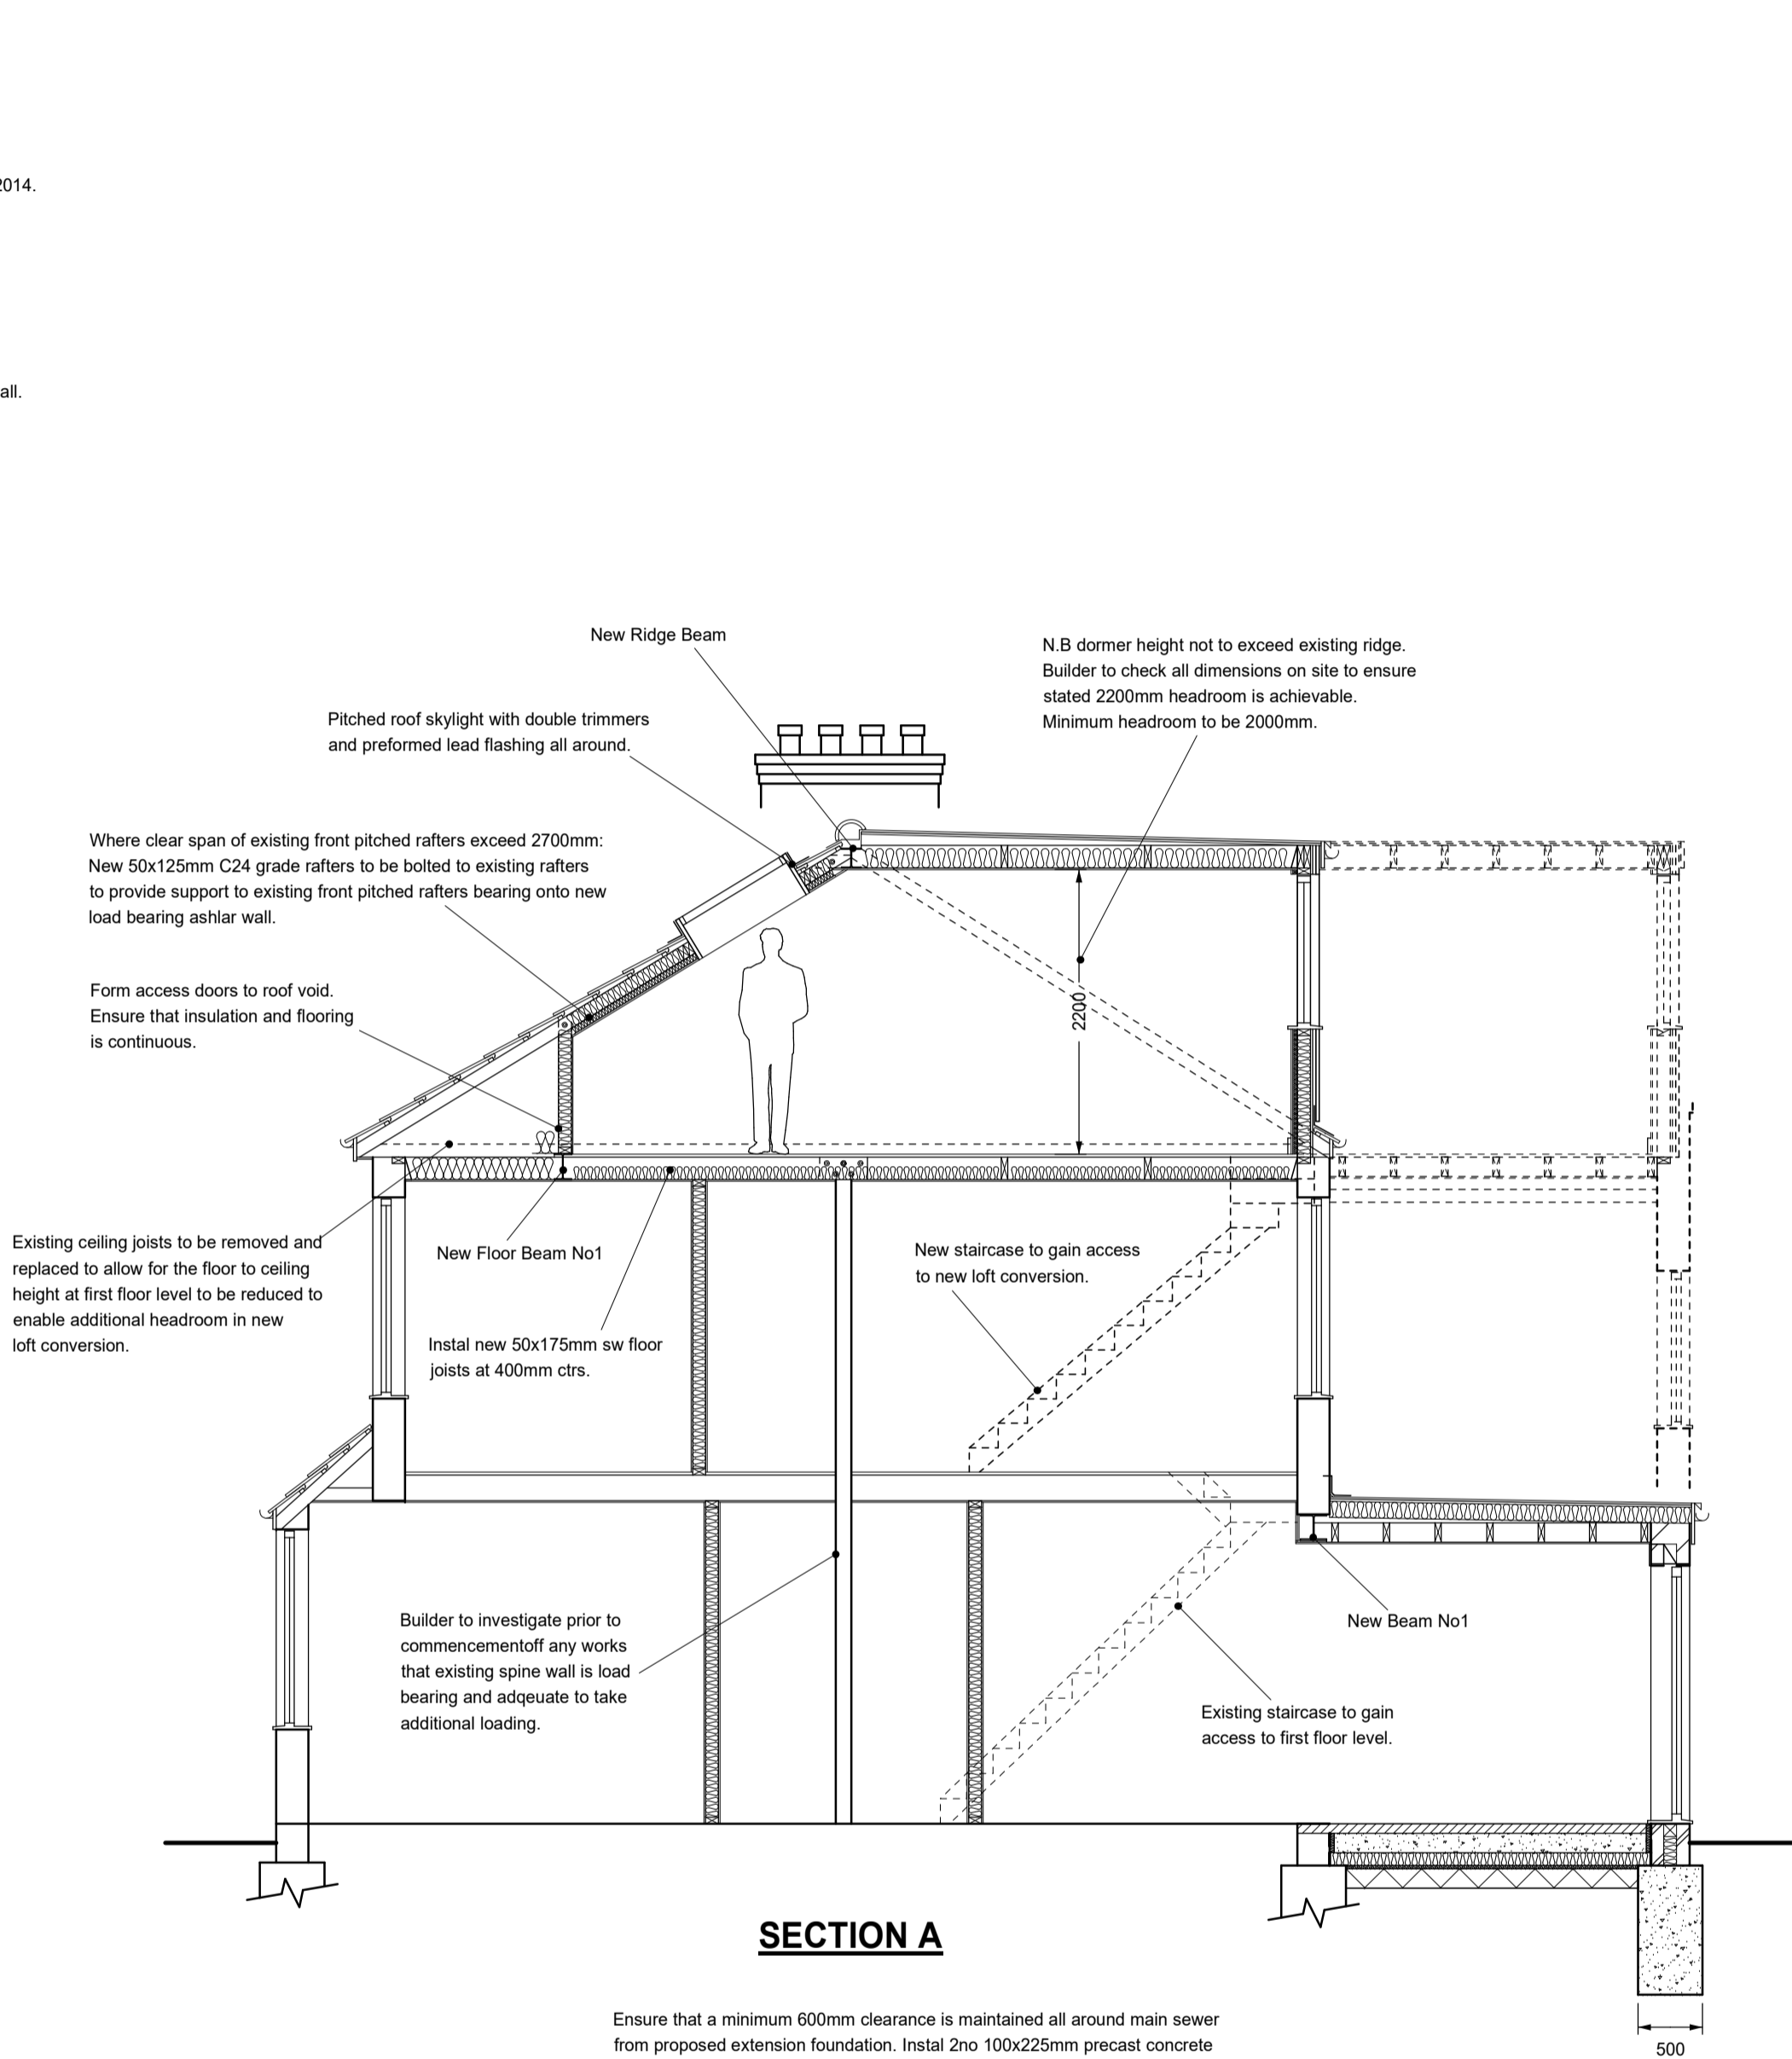 2014.
all.
New Ridge Beam
N.B dormer height not to exceed existing ridge.
Builder to check all dimensions on site to ensure
stated 2200mm headroom is achievable.
Minimum headroom to be 2000mm.
Pitched roof skylight with double trimmers
and preformed lead flashing all around.
Where clear span of existing front pitched rafters exceed 2700mm:
New 50x125mm C24 grade rafters to be bolted to existing rafters
to provide support to existing front pitched rafters bearing onto new
load bearing ashlar wall.
Form access doors to roof void.
Ensure that insulation and flooring
is continuous.
2200
Existing ceiling joists to be removed and
replaced to allow for the floor to ceiling
height at first floor level to be reduced to
enable additional headroom in new
loft conversion.
New Floor Beam No1
New staircase to gain access
to new loft conversion.
Instal new 50x175mm sw floor
joists at 400mm ctrs.
Builder to investigate prior to
commencementoff any works
that existing spine wall is load
bearing and adqeuate to take
additional loading.
New Beam No1
Existing staircase to gain
access to first floor level.
SECTION A
Ensure that a minimum 600mm clearance is maintained all around main sewer
from proposed extension foundation. Instal 2no 100x225mm precast concrete
500